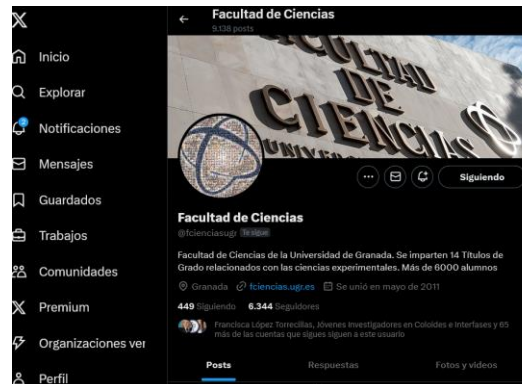 X
Inicio
Explorar
2
Notificaciones
Mensajes
Guardados
Trabajos
Comunidades
Premium
Organizaciones ver
Perfil
Facultad de Ciencias
9.138 posts
FACULTAD
DE
CIENCIAS
Siguiendo
Facultad de Ciencias
@fcienciasugr Te sigue
Facultad de Ciencias de la Universidad de Granada. Se imparten 14 Títulos de
Grado relacionados con las ciencias experimentales. Más de 6000 alumnos
Granada fciencias.ugr.es Se unió en mayo de 2011
449 Siguiendo 6.344 Seguidores
Francisca López Torrecillas, Jóvenes Investigadores en Coloides e Interfases y 65
más de las cuentas que sigues siguen a este usuario
Posts Respuestas Fotos y vídeos